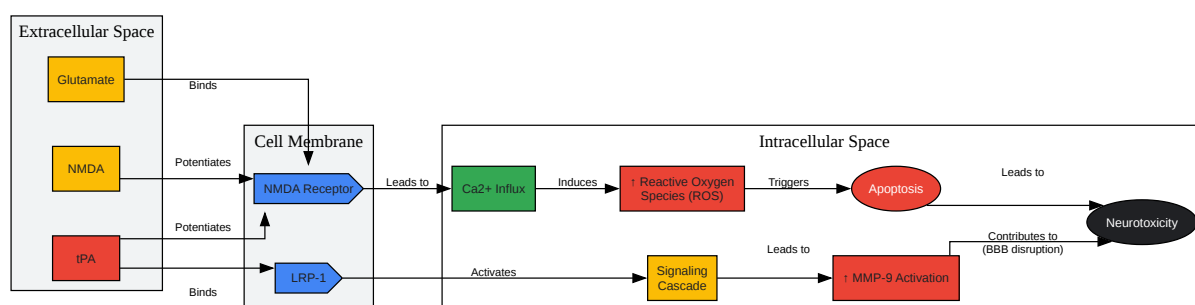 Extracellular Space
Glutamate
Binds
Cell Membrane
Intracellular Space
NMDA
Potentiates
NMDA Receptor
Leads to
Ca2+ Influx
Induces
↑ Reactive Oxygen
Species (ROS)
Triggers
Apoptosis
Leads to
Neurotoxicity
tPA
Potentiates
Binds
LRP-1
Activates
Signaling
Cascade
Leads to
↑ MMP-9 Activation
Contributes to
(BBB disruption)